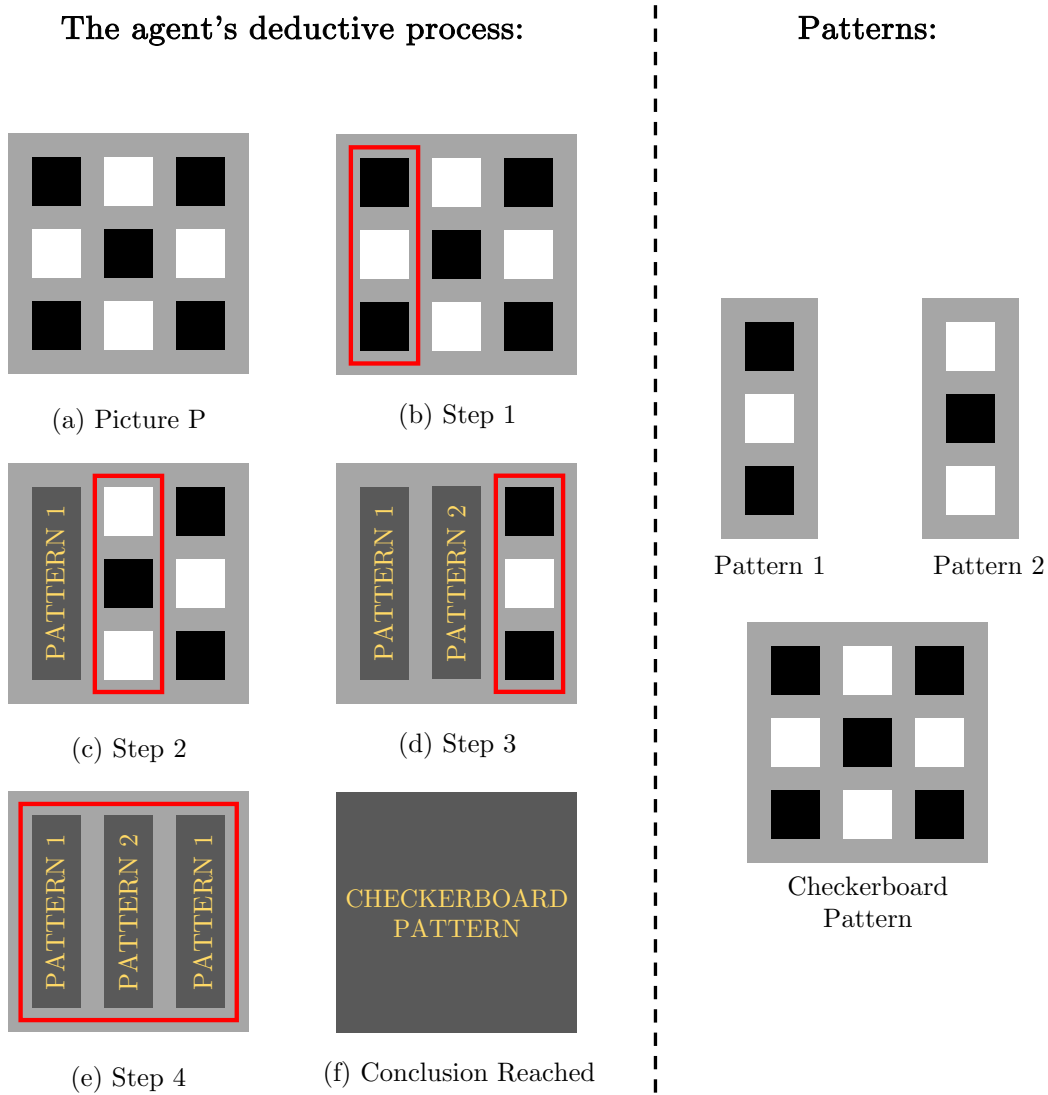 The agent's deductive process:
Patterns:
(a) Picture P
(b) Step 1
PATTERN 1
(c) Step 2
PATTERN 1
PATTERN 2
(d) Step 3
PATTERN 1
PATTERN 2
PATTERN 1
(e) Step 4
CHECKERBOARD
PATTERN
(f) Conclusion Reached
Pattern 1
Pattern 2
Checkerboard
Pattern